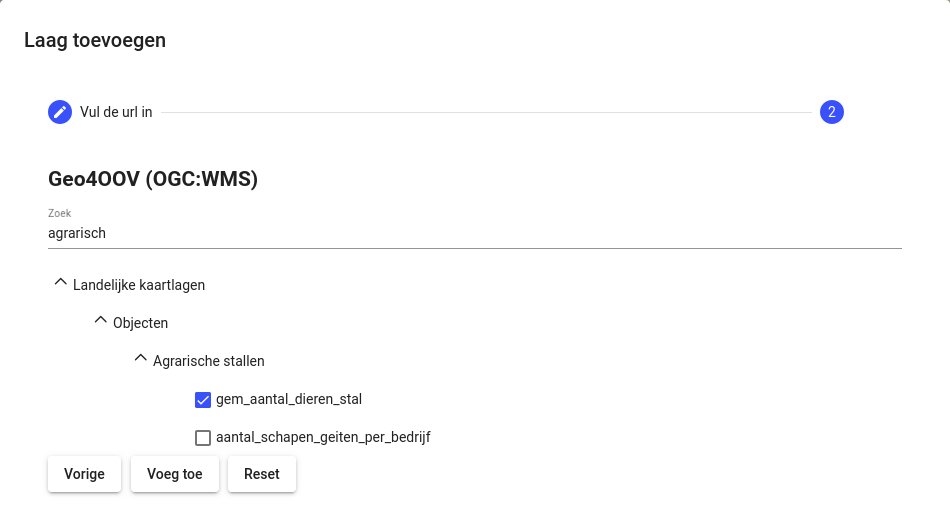 Laag toevoegen
Vul de url in
2
Geo4OOV (OGC:WMS)
Zoek
agrarisch
Landelijke kaartlagen
Objecten
Agrarische stallen
gem_aantal_dieren_stal
aantal_schapen_geiten_per_bedrijf
Vorige Voeg toe Reset